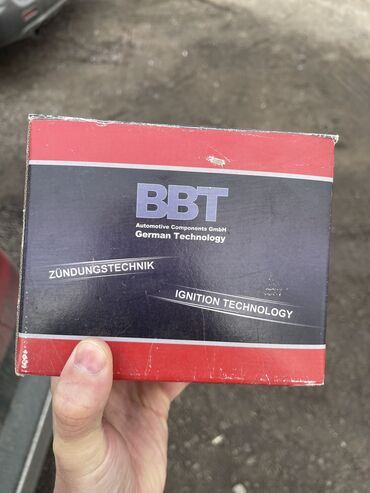 BBT
Automotive Components GmbH
German Technology
ZÜNDUNGSTECHNIK
IGNITION TECHNOLOGY